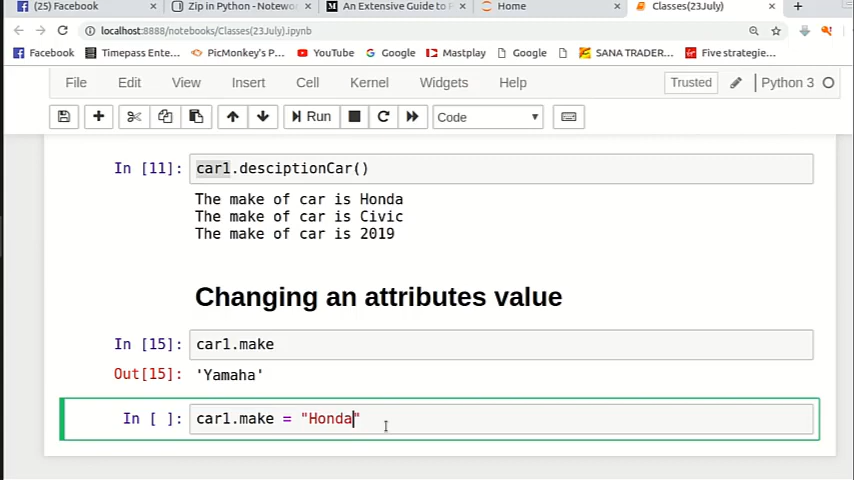 (25) Facebook
Zip in Python - Notewo
An Extensive Guide to
Home
Classes(23July)
localhost:8888/notebooks/Classes(23July).ipynb
Facebook
Timepass Ente...
PicMonkey's P...
YouTube
Google
Mastplay
Google
SANA TRADER...
Five strategie...
File Edit View Insert Cell Kernel Widgets Help
Trusted
Python 3
Run
Code
In [11]: car1.desciptionCar()
The make of car is Honda
The make of car is Civic
The make of car is 2019
Changing an attributes value
In [15]: car1.make
Out[15]: 'Yamaha'
In [ ]: car1.make = "Honda"